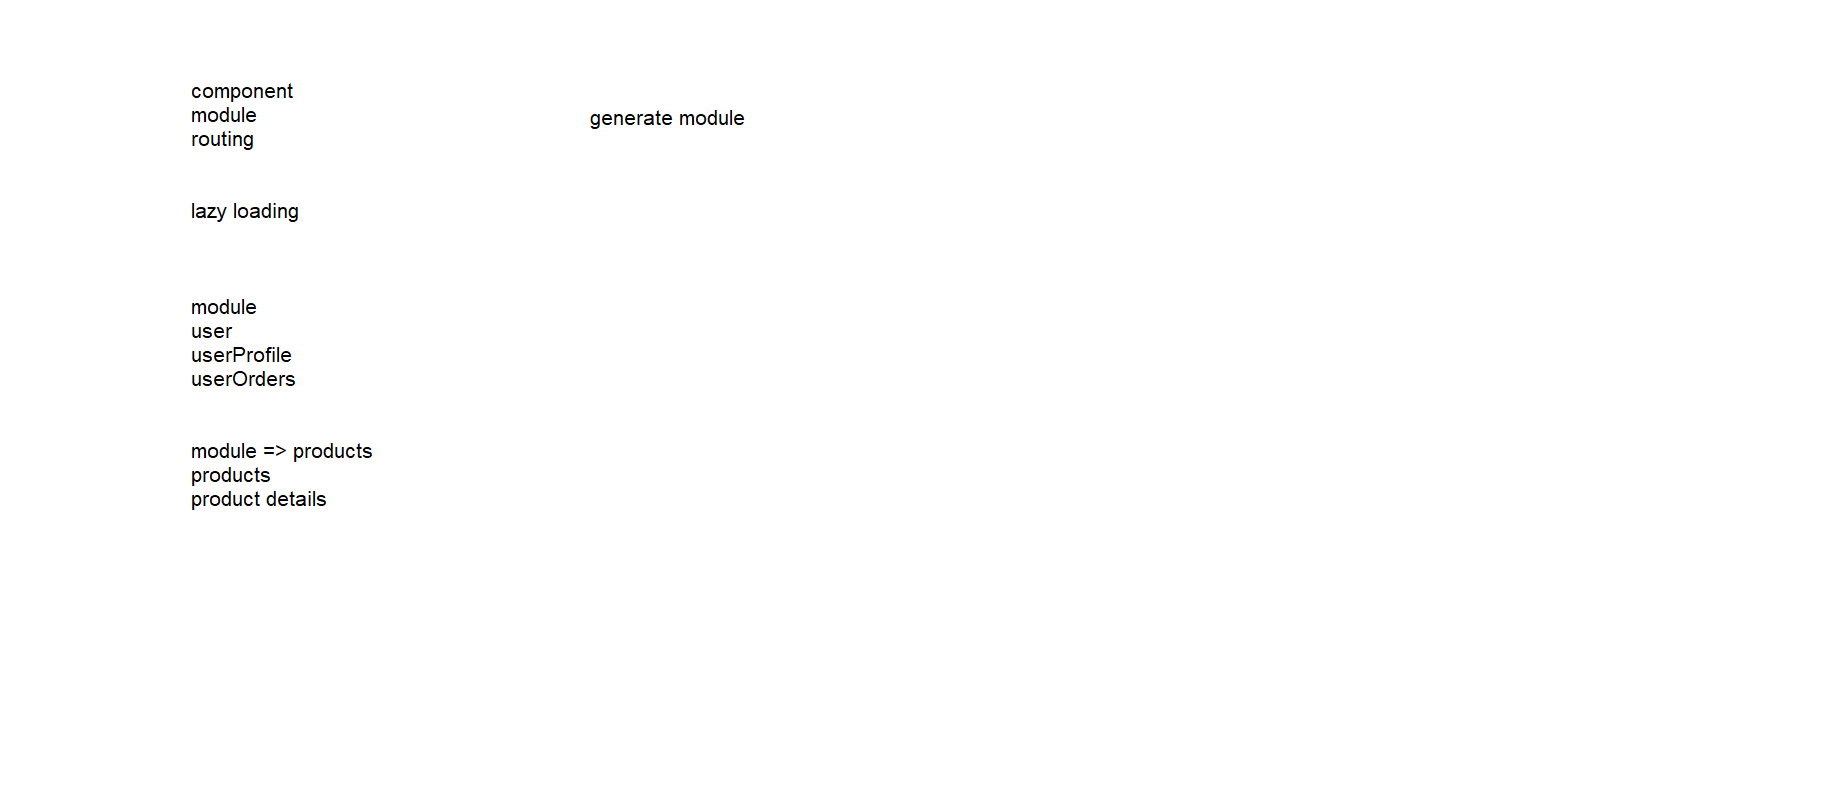 component
module
routing
generate module
lazy loading
module
user
userProfile
userOrders
module => products
products
product details